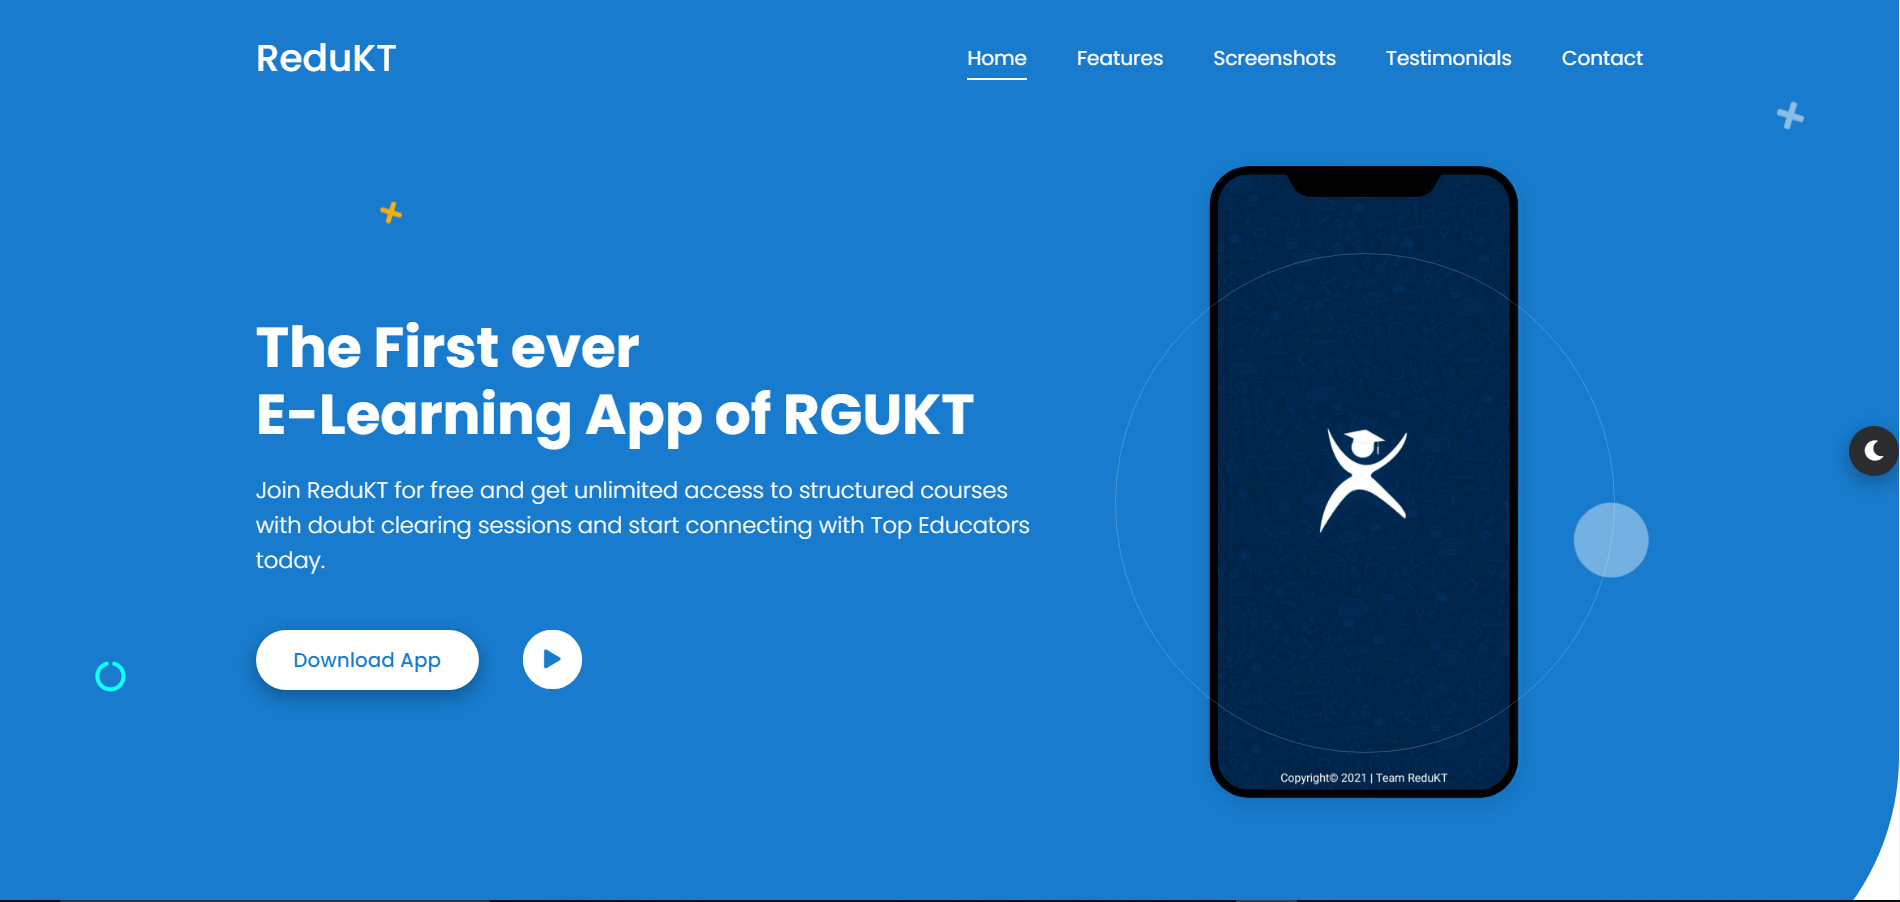 ReduKT
Home Features Screenshots Testimonials Contact
The First ever
E-Learning App of RGUKT
Join ReduKT for free and get unlimited access to structured courses
with doubt clearing sessions and start connecting with Top Educators
today.
Download App
Copyright© 2021 | Team ReduKT